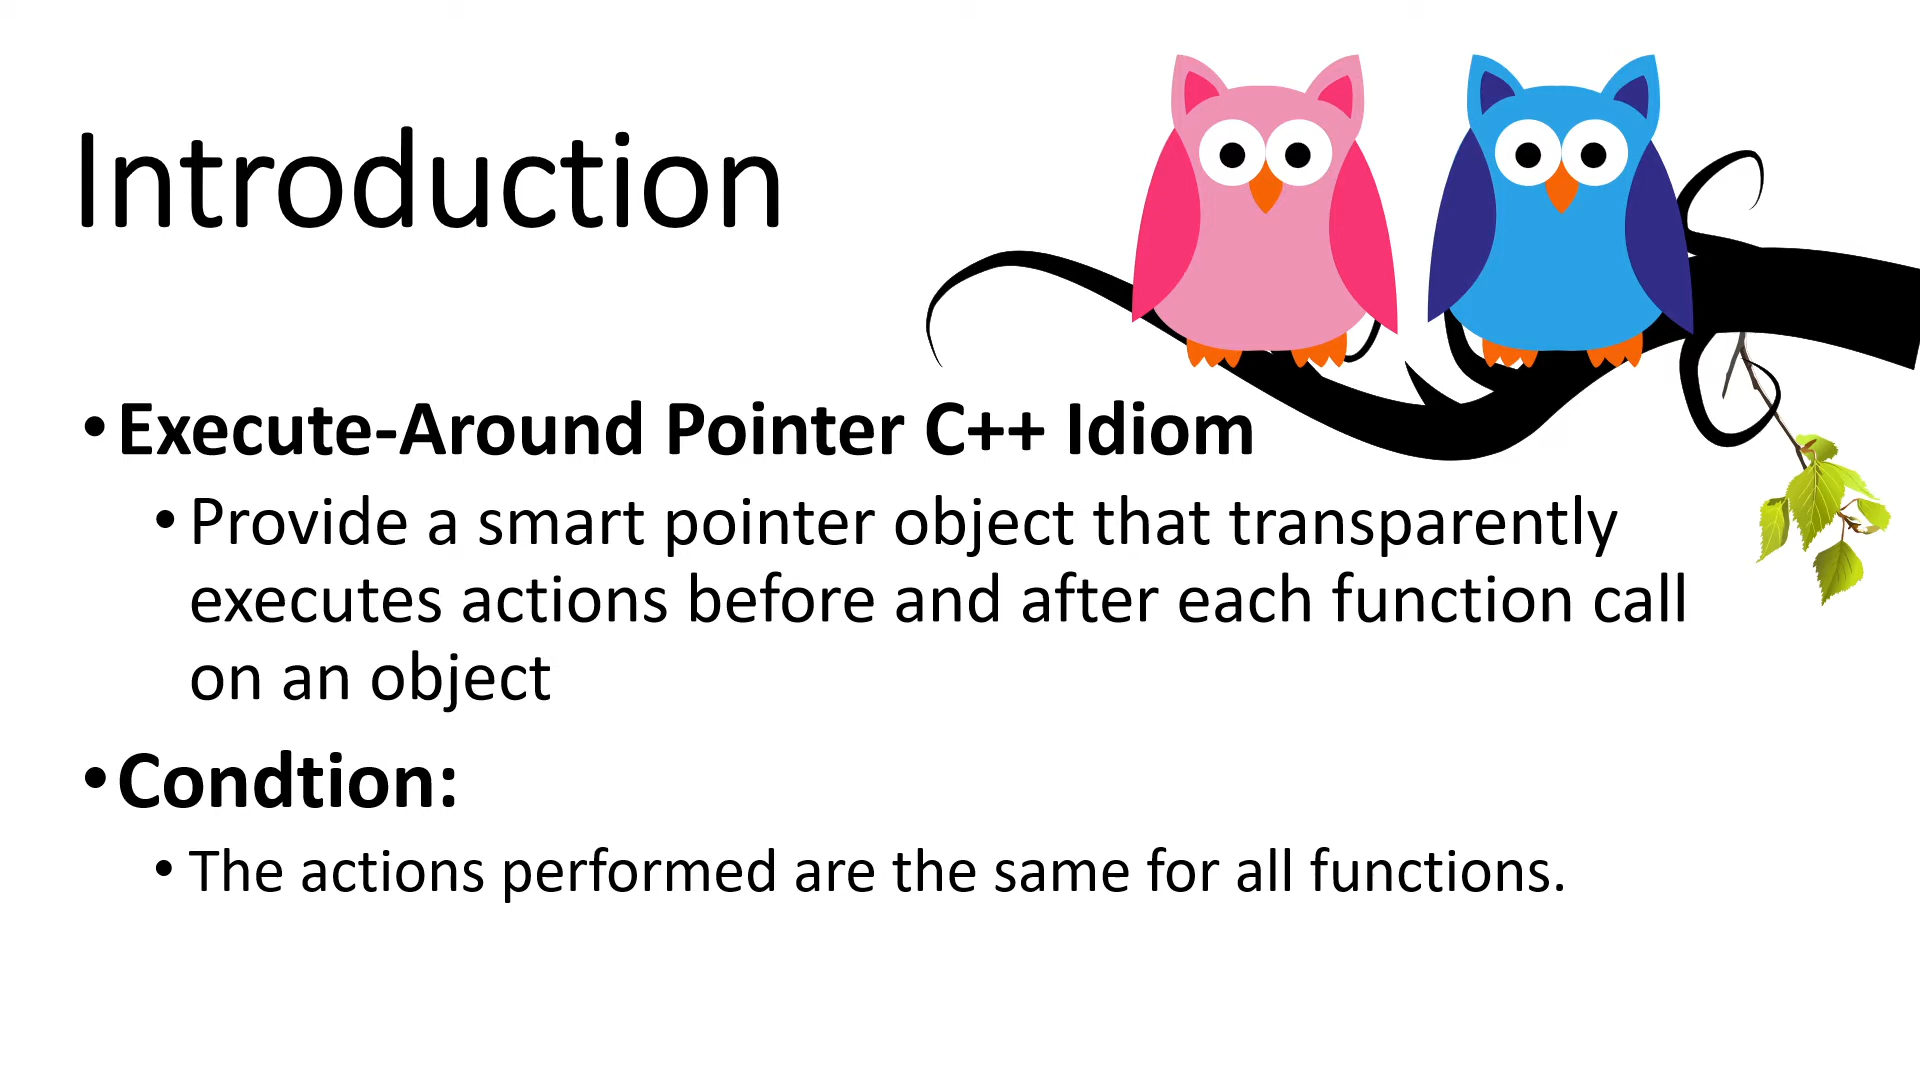 Introduction
•Execute-Around Pointer C++ Idiom
•Provide a smart pointer object that transparently
executes actions before and after each function call
on an object
•Condtion:
•The actions performed are the same for all functions.